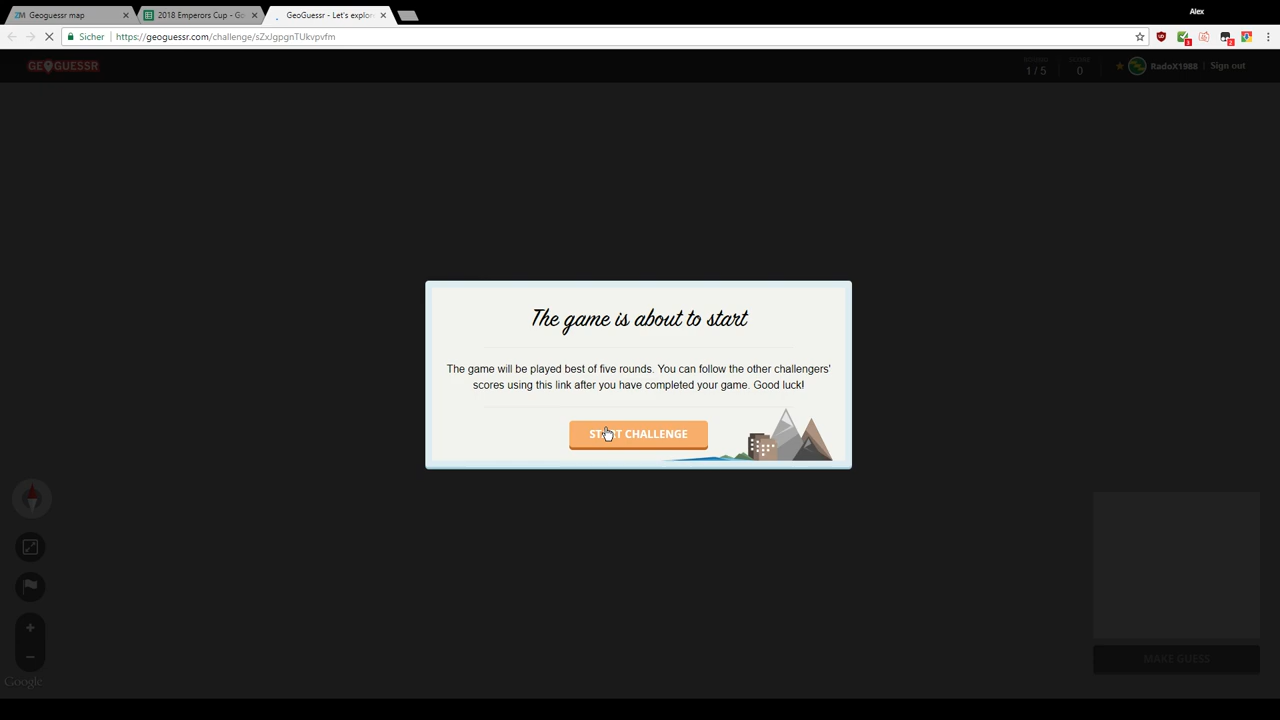 Alex
Geoguessr map
2018 Emperors Cup - Go
GeoGuessr - Let's explor
Sicher
https://geoguessr.com/challenge/sZxJgpgnTUkvpvfm
GEOGUESSR
1 / 5
0
RadoX1988
Sign out
The game is about to start
The game will be played best of five rounds. You can follow the other challengers'
scores using this link after you have completed your game. Good luck!
START CHALLENGE
MAKE GUESS
Google